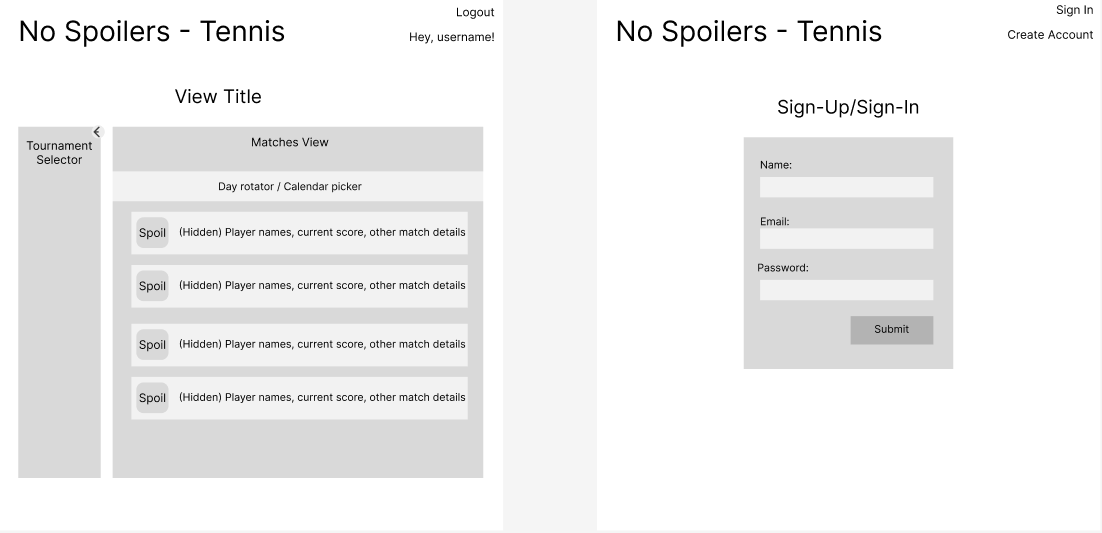 Logout
No Spoilers - Tennis
Hey, username!
View Title
Tournament
Selector
Matches View
Day rotator / Calendar picker
Spoil (Hidden) Player names, current score, other match details
Spoil (Hidden) Player names, current score, other match details
Spoil (Hidden) Player names, current score, other match details
Spoil (Hidden) Player names, current score, other match details
Sign In
No Spoilers - Tennis
Create Account
Sign-Up/Sign-In
Name:
Email:
Password:
Submit